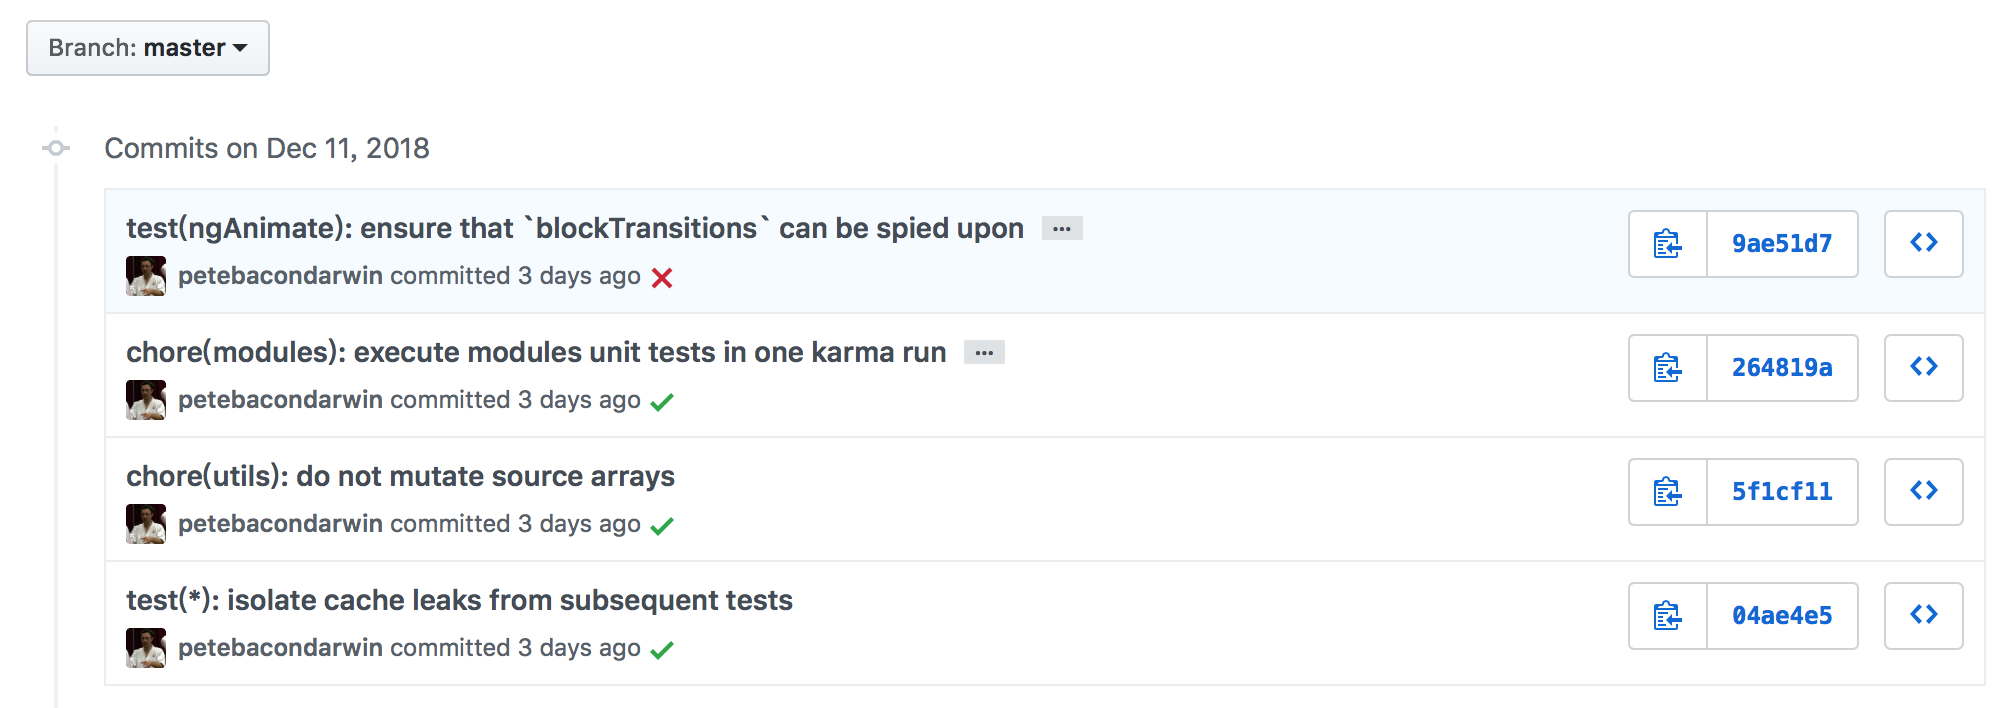 Branch: master
Commits on Dec 11, 2018
test(ngAnimate): ensure that `blockTransitions` can be spied upon ...
petebacondarwin committed 3 days ago
9ae51d7
chore(modules): execute modules unit tests in one karma run ...
petebacondarwin committed 3 days ago
264819a
chore(utils): do not mutate source arrays
petebacondarwin committed 3 days ago
5f1cf11
test(*): isolate cache leaks from subsequent tests
petebacondarwin committed 3 days ago
04ae4e5